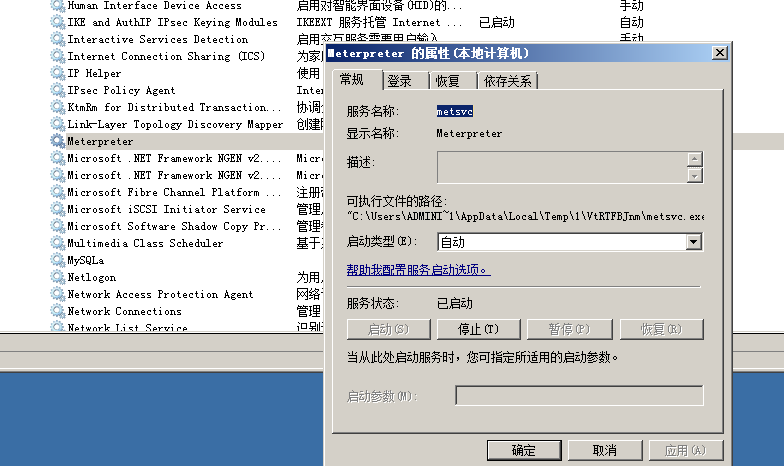 Human Interface Device Access 启用对智能界面设备(HID)的... 手动
IKE and AuthIP IPsec Keying Modules IKEEXT 服务托管 Internet ... 已启动 自动
Interactive Services Detection 启用交互服务需要用户输入 手动
Internet Connection Sharing (ICS) 为家
IP Helper 使用
IPsec Policy Agent Inte
KtmRm for Distributed Transaction... 协调
Link-Layer Topology Discovery Mapper 创建
Meterpreter
Microsoft .NET Framework NGEN v2.... Micr
Microsoft .NET Framework NGEN v2.... Micr
Microsoft Fibre Channel Platform ... 注册
Microsoft iSCSI Initiator Service 管理
Microsoft Software Shadow Copy Pr... 管理
Multimedia Class Scheduler 基于
MySQLa
Netlogon 为用
Network Access Protection Agent 网络
Network Connections 管理
Network List Service 识别
Meterpreter 的属性(本地计算机)
常规 登录 恢复 依存关系
服务名称: metsvc
显示名称: Meterpreter
描述:
可执行文件的路径:
"C:\Users\ADMINI~1\AppData\Local\Temp\1\VtRTFBJnm\metsvc.exe
启动类型(E): 自动
帮助我配置服务启动选项。
服务状态: 已启动
启动(S) 停止(T) 暂停(P) 恢复(R)
当从此处启动服务时，您可指定所适用的启动参数。
启动参数(M):
确定 取消 应用(A)